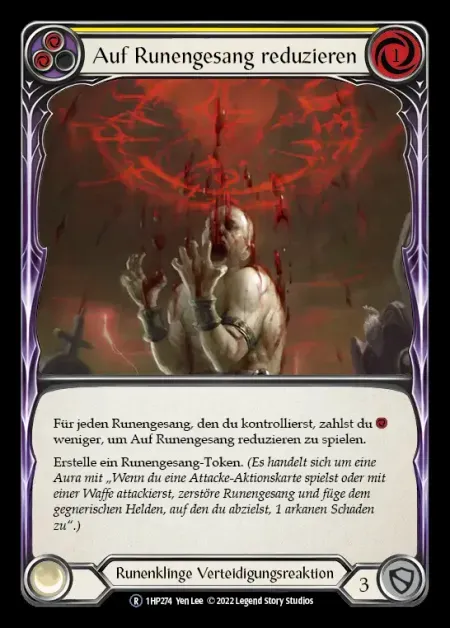 Auf Runengesang reduzieren
1
Für jeden Runengesang, den du kontrollierst, zahlst du
weniger, um Auf Runengesang reduzieren zu spielen.
Erstelle ein Runengesang-Token. (Es handelt sich um eine
Aura mit „Wenn du eine Attacke-Aktionskarte spielst oder mit
einer Waffe attackierst, zerstöre Runengesang und füge dem
gegnerischen Helden, auf den du abzielst, 1 arkanen Schaden
zu“.)
Runenklinge Verteidigungsreaktion
3
R 1HP274 Yen Lee © 2022 Legend Story Studios